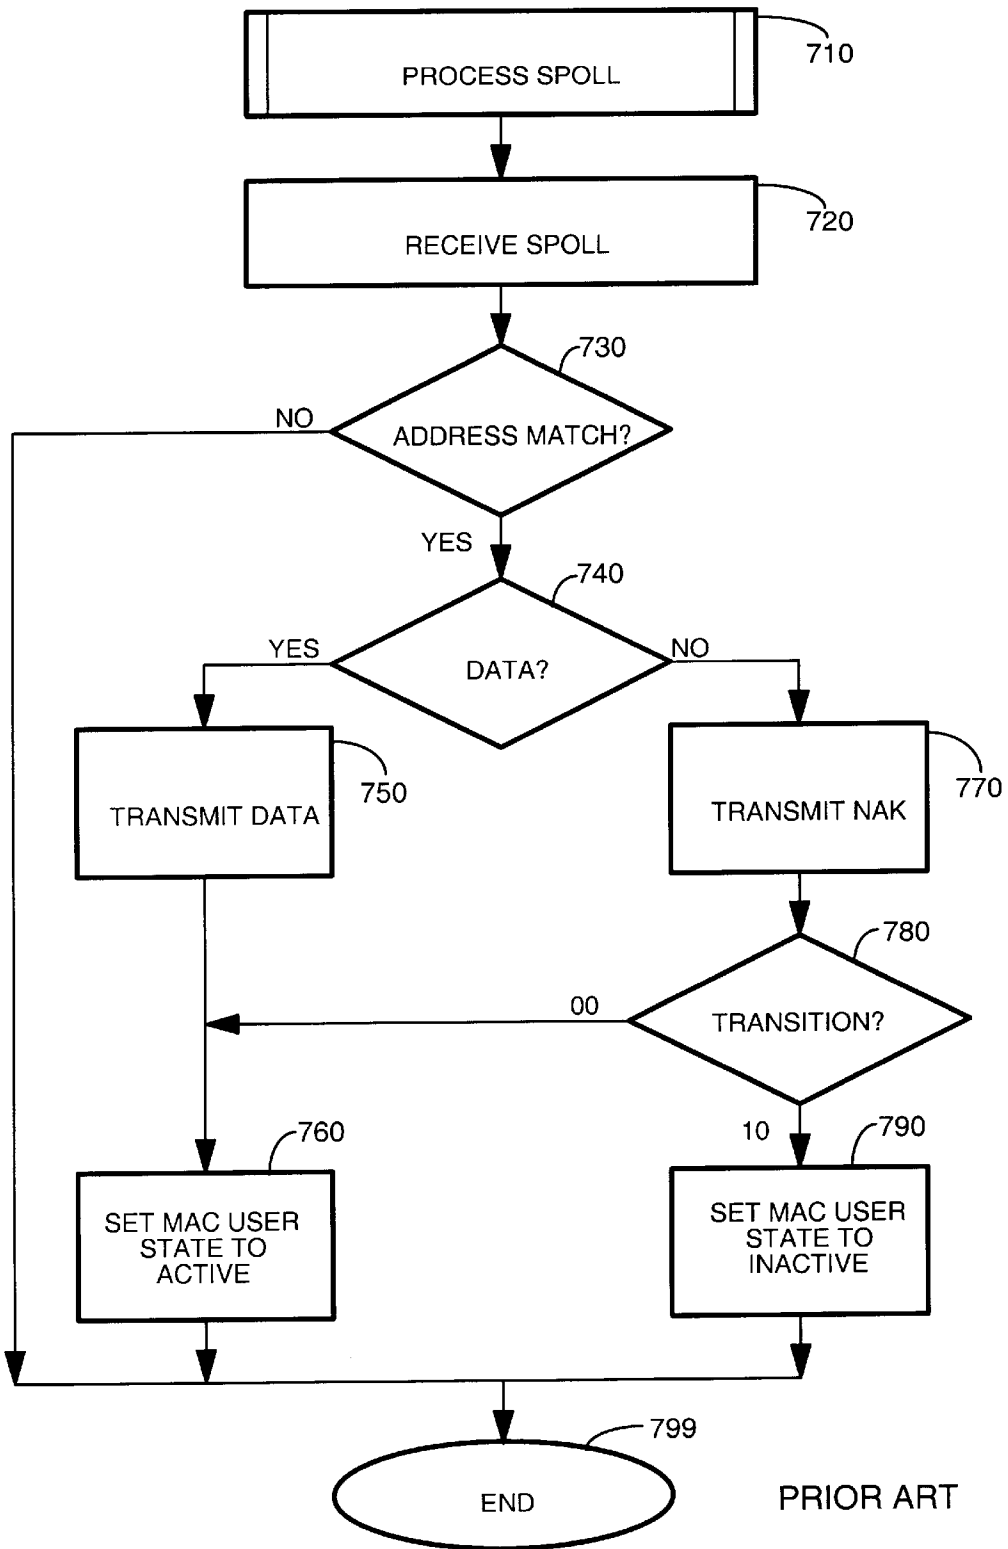 710
PROCESS SPOLL
720
RECEIVE SPOLL
730
NO
ADDRESS MATCH?
YES
740
YES
NO
DATA?
750
770
TRANSMIT DATA
TRANSMIT NAK
780
00
TRANSITION?
760
10
790
SET MAC USER
STATE TO
ACTIVE
SET MAC USER
STATE TO
INACTIVE
799
END
PRIOR ART